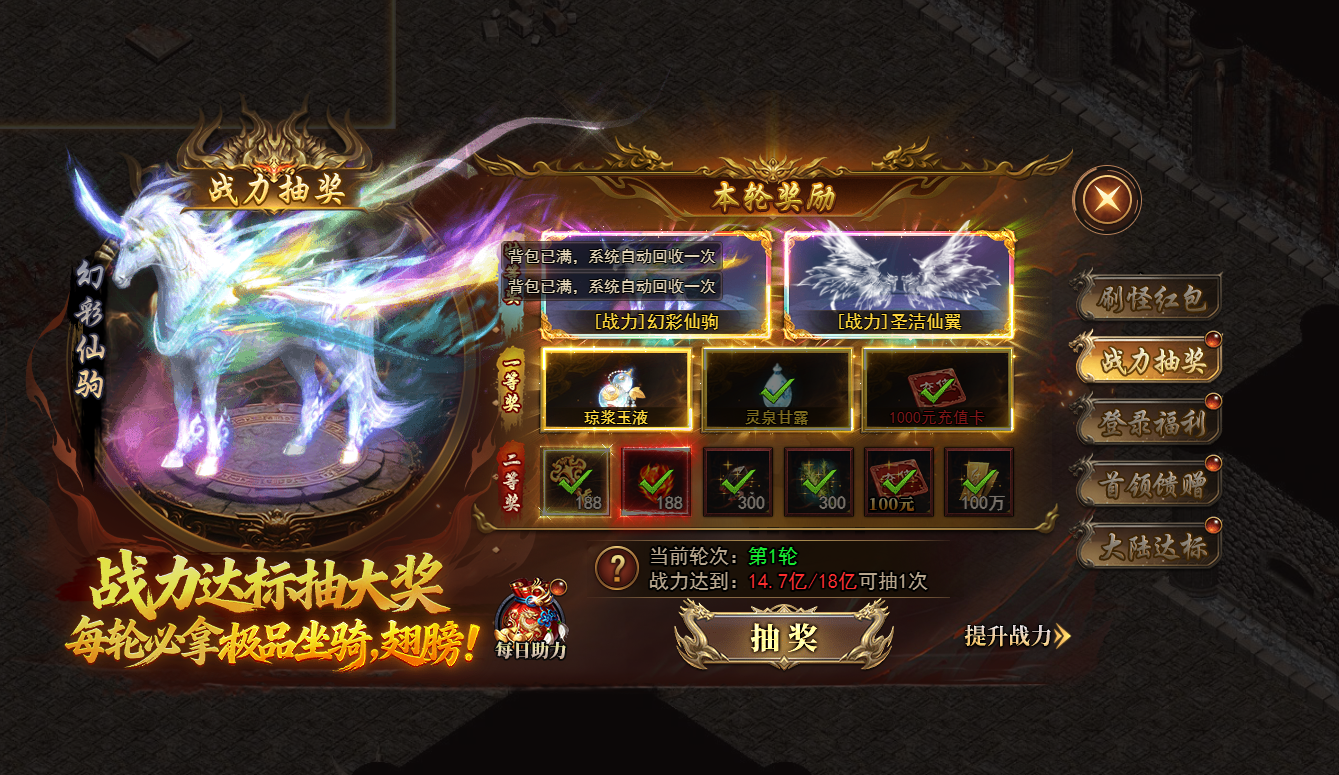 战力抽奖
幻彩仙驹
本轮奖励
背包已满，系统自动回收一次
背包已满，系统自动回收一次
[战力]幻彩仙驹
[战力]圣洁仙翼
一等奖
琼浆玉液
灵泉甘露
1000元充值卡
二等奖
188
188
300
300
100元
100万
当前轮次：第1轮
战力达到：14.7亿/18亿可抽1次
抽奖
提升战力
每日助力
战力达标抽大奖
每轮必拿极品坐骑,翅膀!
刷怪红包
战力抽奖
登录福利
首领馈赠
大陆达标